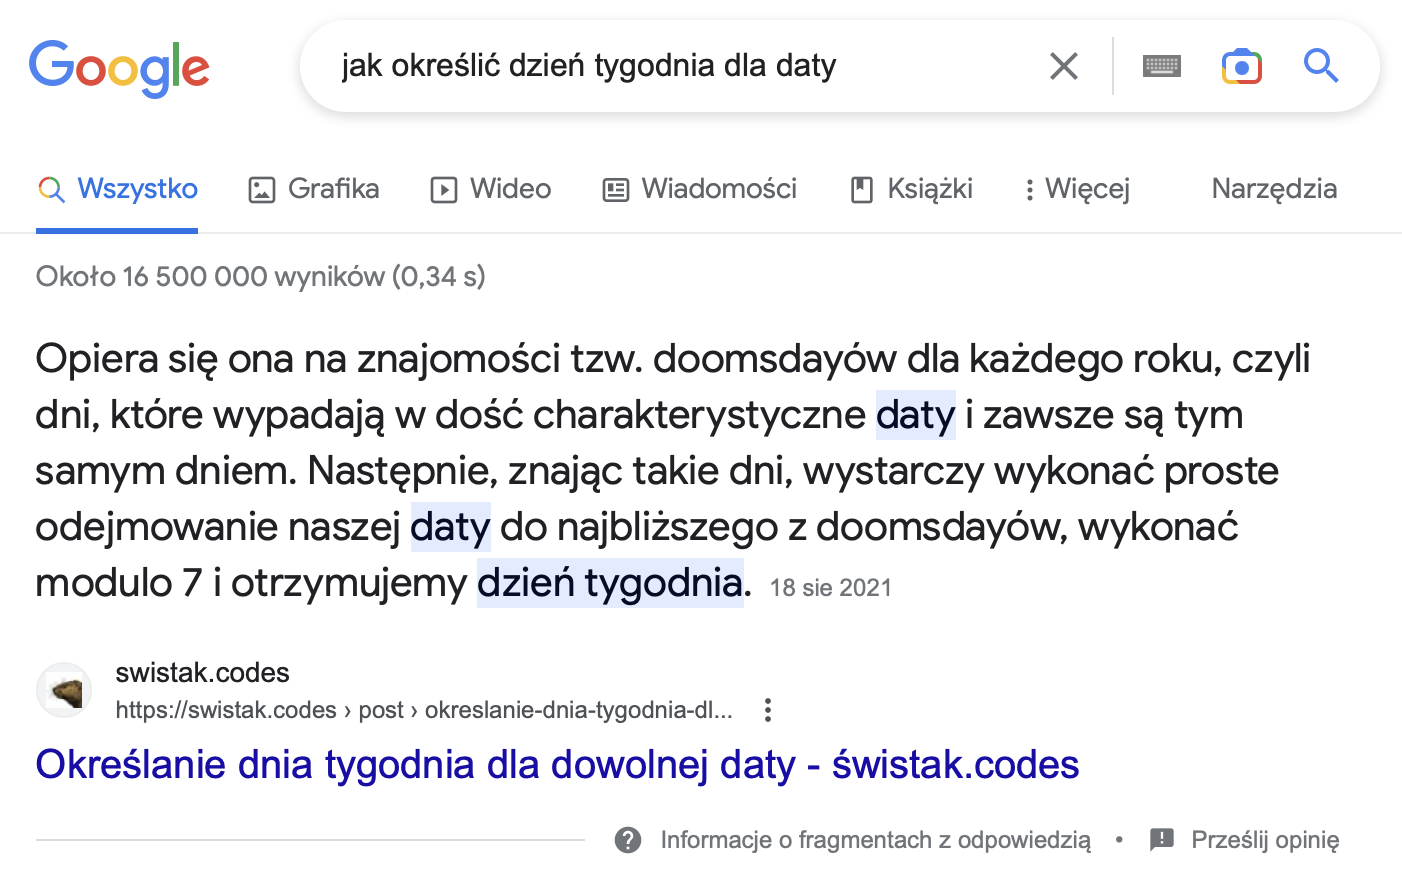 Google
jak określić dzień tygodnia dla daty
Wszystko Grafika Wideo Wiadomości Książki Więcej Narzędzia
Około 16 500 000 wyników (0,34 s)
Opiera się ona na znajomości tzw. doomsdayów dla każdego roku, czyli
dni, które wypadają w dość charakterystyczne daty i zawsze są tym
samym dniem. Następnie, znając takie dni, wystarczy wykonać proste
odejmowanie naszej daty do najbliższego z doomsdayów, wykonać
modulo 7 i otrzymujemy dzień tygodnia. 18 sie 2021
swistak.codes
https://swistak.codes › post › okreslanie-dnia-tygodnia-dl...
Określanie dnia tygodnia dla dowolnej daty - świstak.codes
Informacje o fragmentach z odpowiedzią • Prześlij opinię